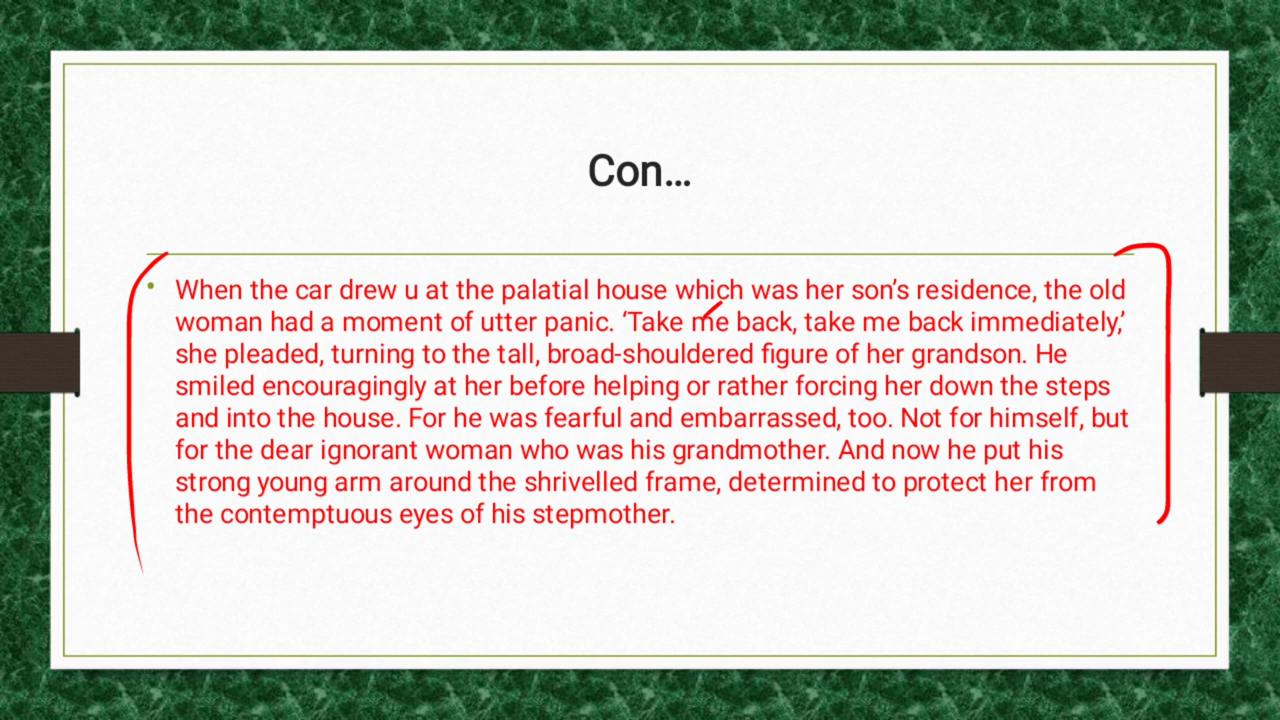 Con...
• When the car drew u at the palatial house which was her son's residence, the old
woman had a moment of utter panic. ‘Take me back, take me back immediately,’
she pleaded, turning to the tall, broad-shouldered figure of her grandson. He
smiled encouragingly at her before helping or rather forcing her down the steps
and into the house. For he was fearful and embarrassed, too. Not for himself, but
for the dear ignorant woman who was his grandmother. And now he put his
strong young arm around the shrivelled frame, determined to protect her from
the contemptuous eyes of his stepmother.